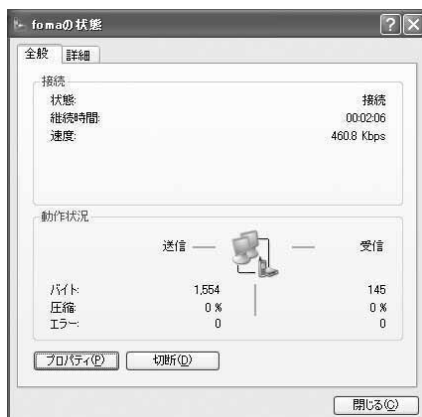 fomaの状態
全般 詳細
接続
状態: 接続
継続時間: 00:02:06
速度: 460.8 Kbps
動作状況
送信 — — 受信
バイト: 1,554 145
圧縮: 0 % 0 %
エラー: 0 0
プロパティ(P) 切断(D)
閉じる(C)